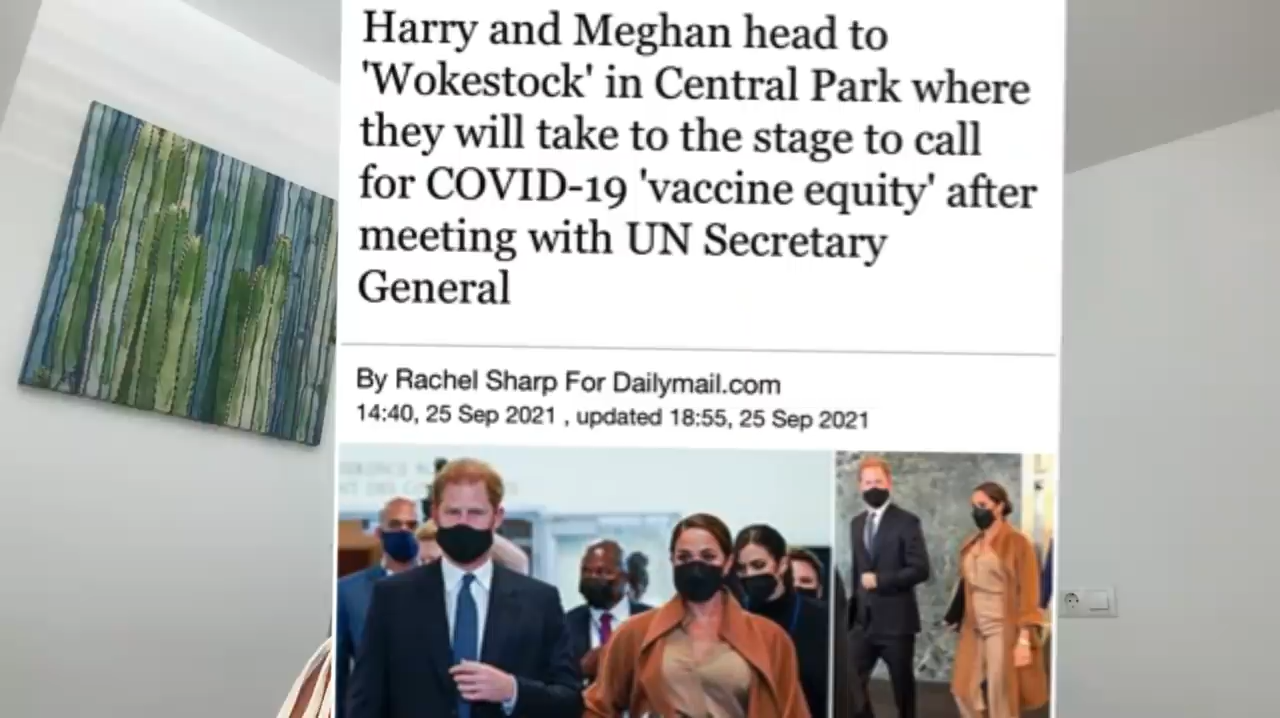 Harry and Meghan head to
'Wokestock' in Central Park where
they will take to the stage to call
for COVID-19 'vaccine equity' after
meeting with UN Secretary
General
By Rachel Sharp For Dailymail.com
14:40, 25 Sep 2021 , updated 18:55, 25 Sep 2021